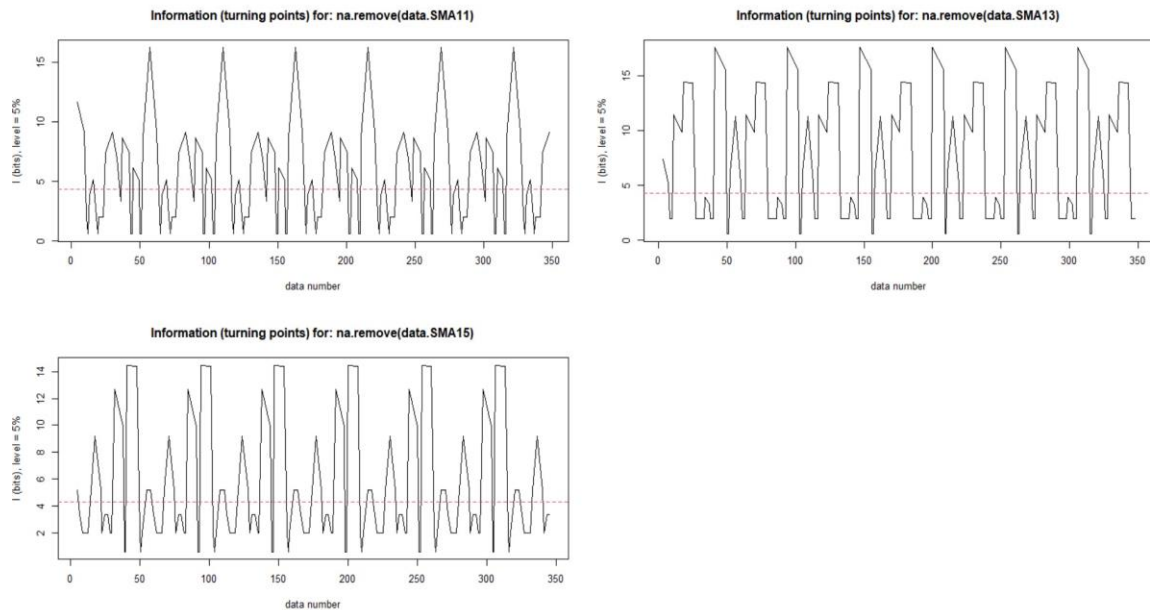 Information (turning points) for: na.remove(data.SMA11)
I (bits), level = 5%
15
10
5
0
0 50 100 150 200 250 300 350
data number
Information (turning points) for: na.remove(data.SMA13)
I (bits), level = 5%
15
10
5
0
0 50 100 150 200 250 300 350
data number
Information (turning points) for: na.remove(data.SMA15)
I (bits), level = 5%
14
12
10
8
6
4
2
0 50 100 150 200 250 300 350
data number